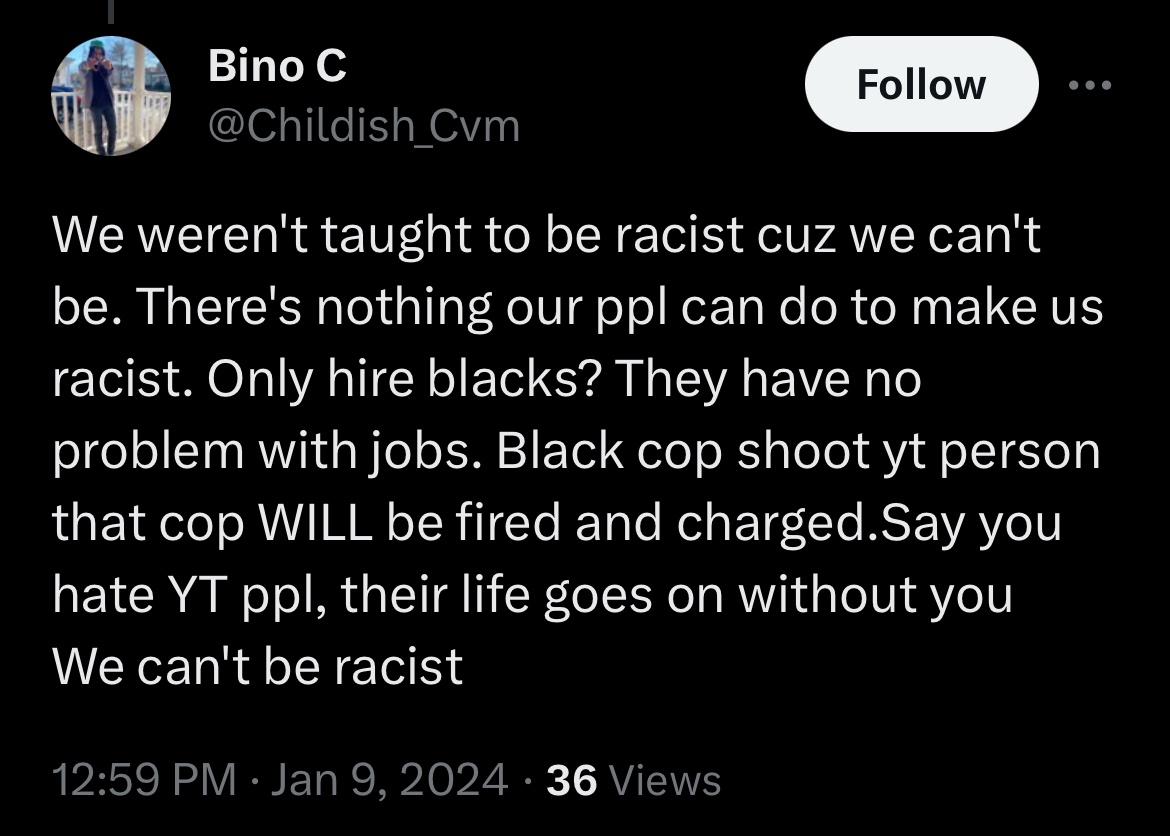 Bino C
@Childish_Cvm
Follow
We weren't taught to be racist cuz we can't
be. There's nothing our ppl can do to make us
racist. Only hire blacks? They have no
problem with jobs. Black cop shoot yt person
that cop WILL be fired and charged.Say you
hate YT ppl, their life goes on without you
We can't be racist
12:59 PM · Jan 9, 2024 · 36 Views